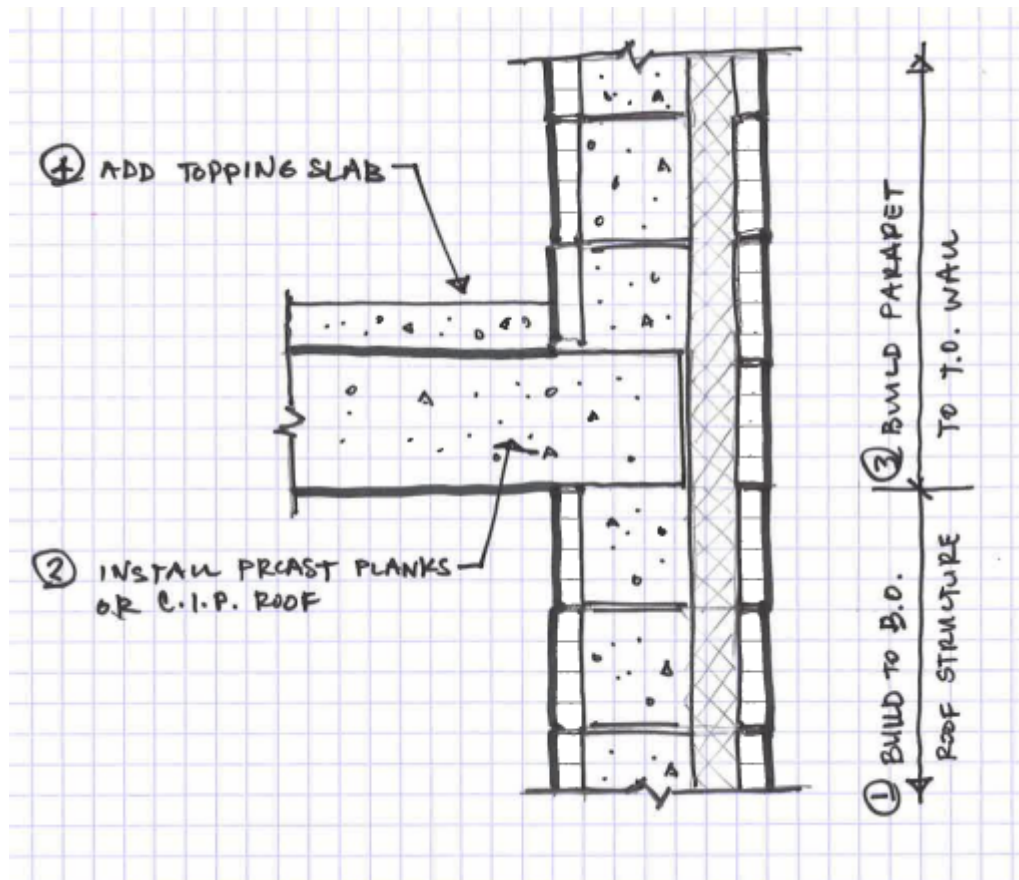 ④ ADD TOPPING SLAB
② INSTALL PRCAST PLANKS
OR C.I.P. ROOF
③ BUILD PARAPET
TO T.O. WALL
① BUILD TO B.O.
ROOF STRUCTURE